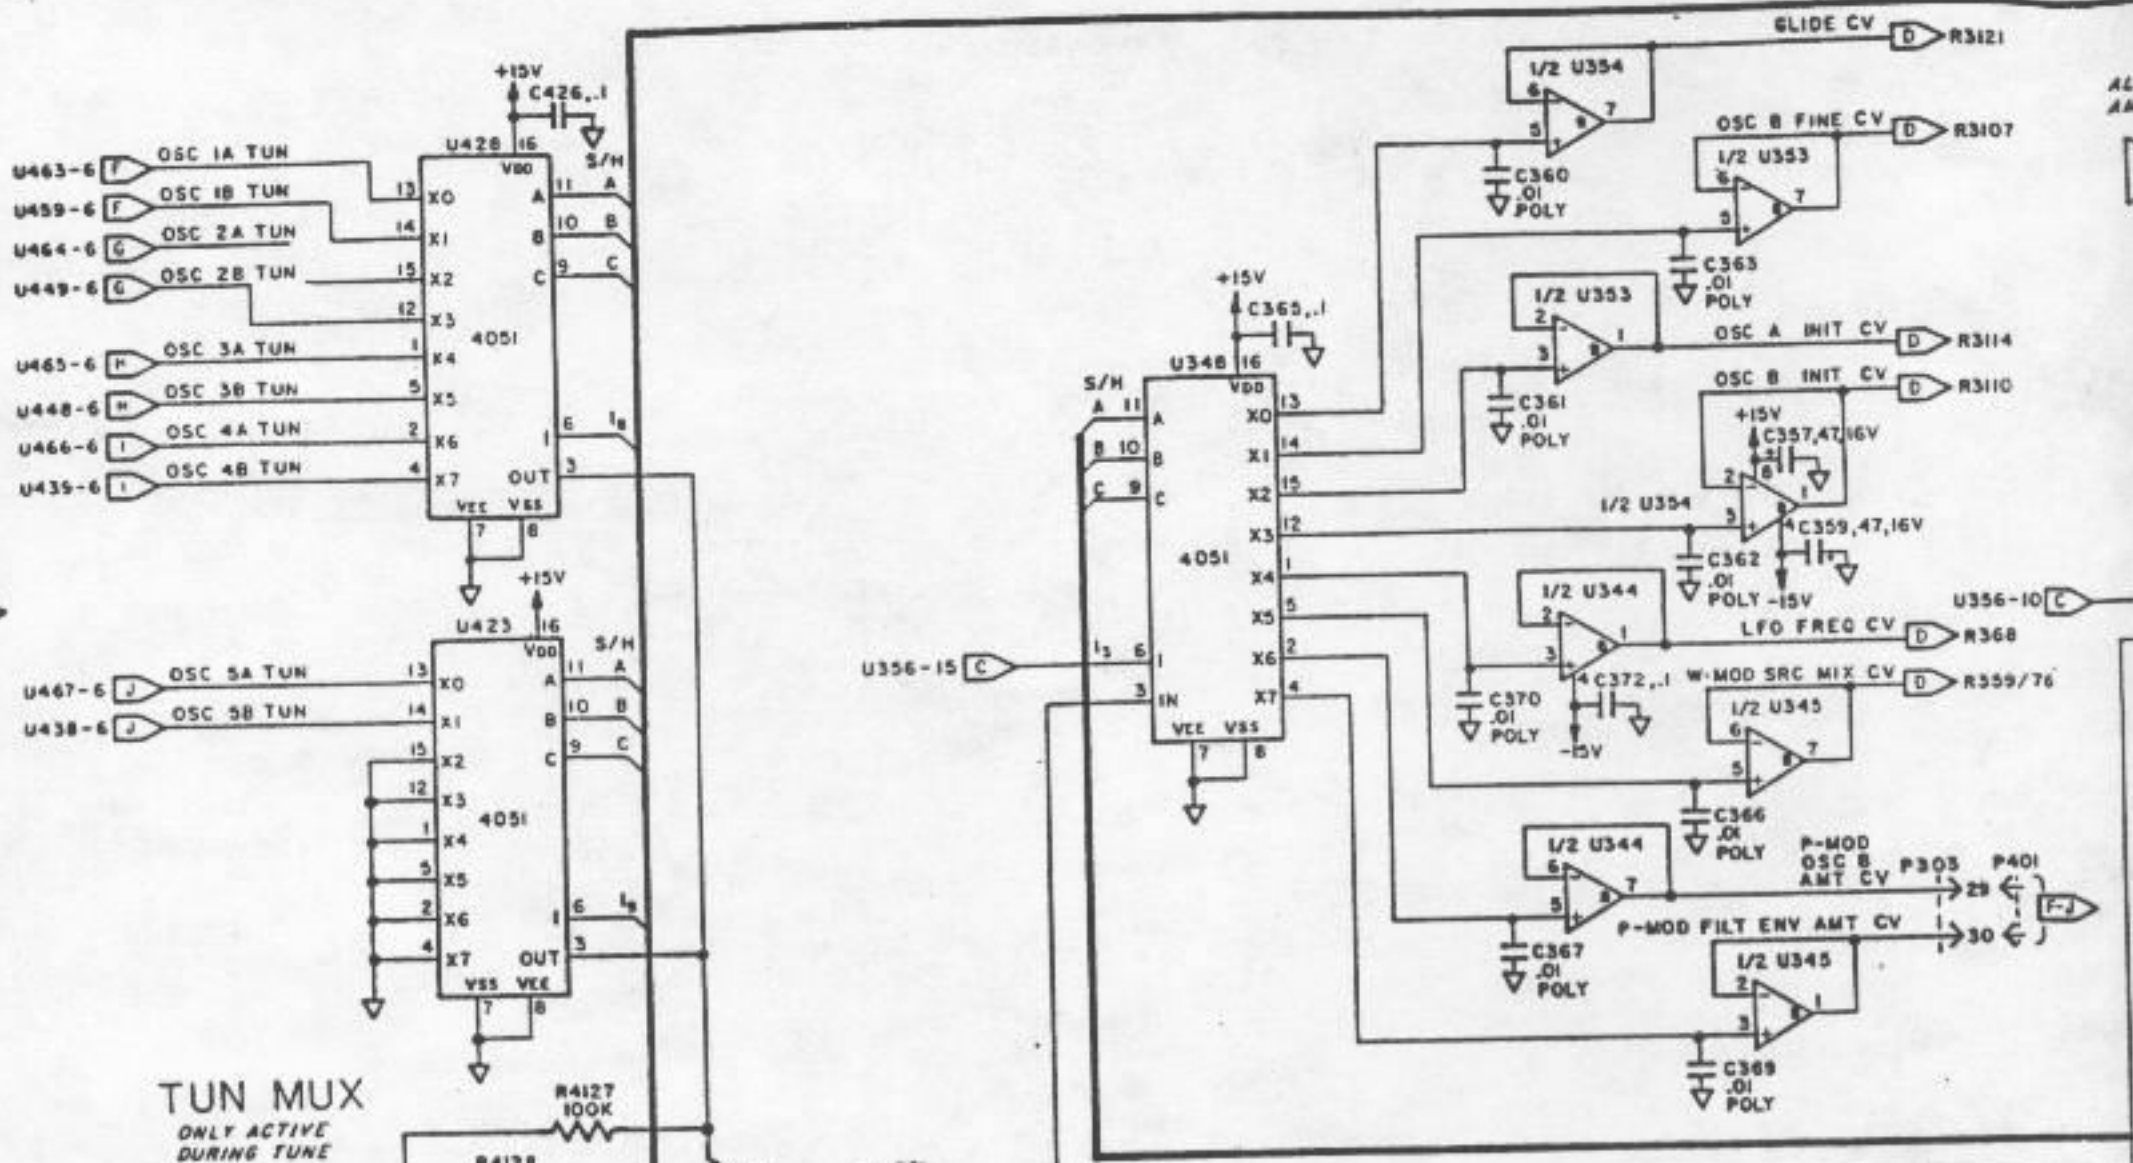 GLIDE CV D R3121
1/2 U354
6 7
5 8
C360
.01
POLY
OSC B FINE CV D R3107
1/2 U353
6 7
5
C363
.01
POLY
1/2 U353
2 1
3 8
OSC A INIT CV D R3114
C361
.01
POLY
OSC B INIT CV D R3110
+15V
C357,47,16V
8
2 1
1/2 U354 3 4
C359,47,16V
C362
.01
POLY -15V
U356-10 C
1/2 U344
2 1
3
LFO FREQ CV D R368
4 C372,.1
-15V
C370
.01
POLY
W-MOD SRC MIX CV D R359/76
1/2 U345
6 7
5 8
C366
.01
POLY
1/2 U344
6 7
5 8
P-MOD
OSC B
AMT CV
P303 P401
29
F-J
C367
.01
POLY
P-MOD FILT ENV AMT CV 30
1/2 U345
2 1
3
C369
.01
POLY
AL
+15V
C426,.1
U428 16
VDD
S/H
U463-6 F OSC 1A TUN 13 X0
U459-6 F OSC 1B TUN 14 X1
U464-6 G OSC 2A TUN
15 X2
U449-6 G OSC 2B TUN 12 X3
U465-6 H OSC 3A TUN 1 X4
U448-6 H OSC 3B TUN 5 X5
U466-6 I OSC 4A TUN 2 X6
U439-6 I OSC 4B TUN 4 X7
A 11 A
B 10 B
C 9 C
4051
I 6 I8
OUT 3
VEE VSS
7 8
+15V
U423 16
VDD
S/H
U467-6 J OSC 5A TUN 13 X0
U438-6 J OSC 5B TUN 14 X1
15 X2
12 X3
1 X4
5 X5
2 X6
4 X7
A 11 A
B 10 B
C 9 C
4051
I 6 I9
OUT 3
VSS VEE
7 8
TUN MUX
ONLY ACTIVE
DURING TUNE
R4127
100K
+15V
C365,.1
U348 16
VDD
S/H
A 11 A
B 10 B
C 9 C
4051
U356-15 C I3 6 I
3 IN
X0 13
X1 14
X2 15
X3 12
X4 1
X5 5
X6 2
X7 4
VEE VSS
7 8